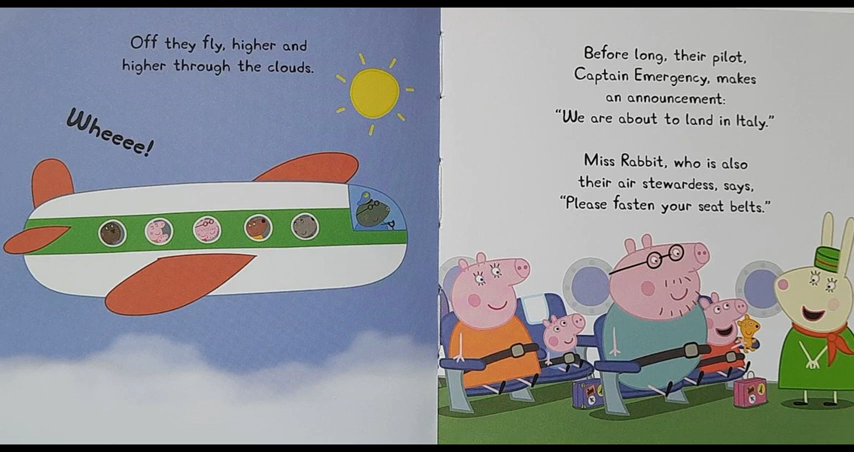 Off they fly, higher and
higher through the clouds.
Wheeee!
Before long, their pilot,
Captain Emergency, makes
an announcement:
“We are about to land in Italy.”
Miss Rabbit, who is also
their air stewardess, says,
“Please fasten your seat belts.”